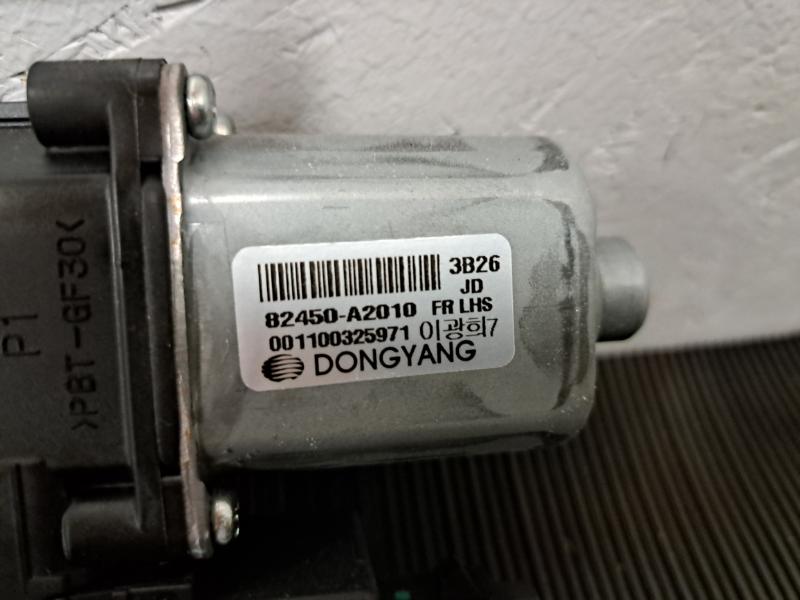 3B26
JD
82450-A2010 FR LHS
001100325971 이광희7
DONGYANG
P1
>PBT-GF30<